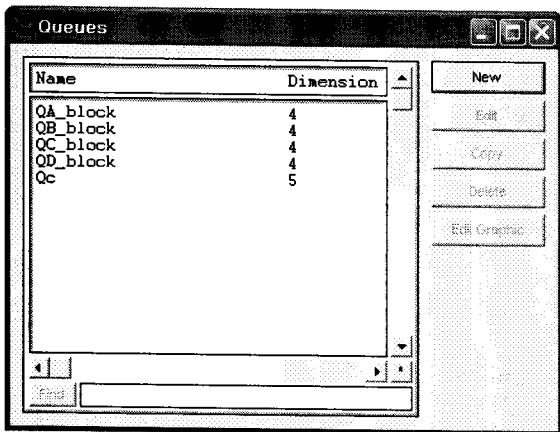 Queues
Name Dimension
QA_block 4
QB_block 4
QC_block 4
QD_block 4
Qc 5
New
Edit
Copy
Delete
Edit Graphic
Find